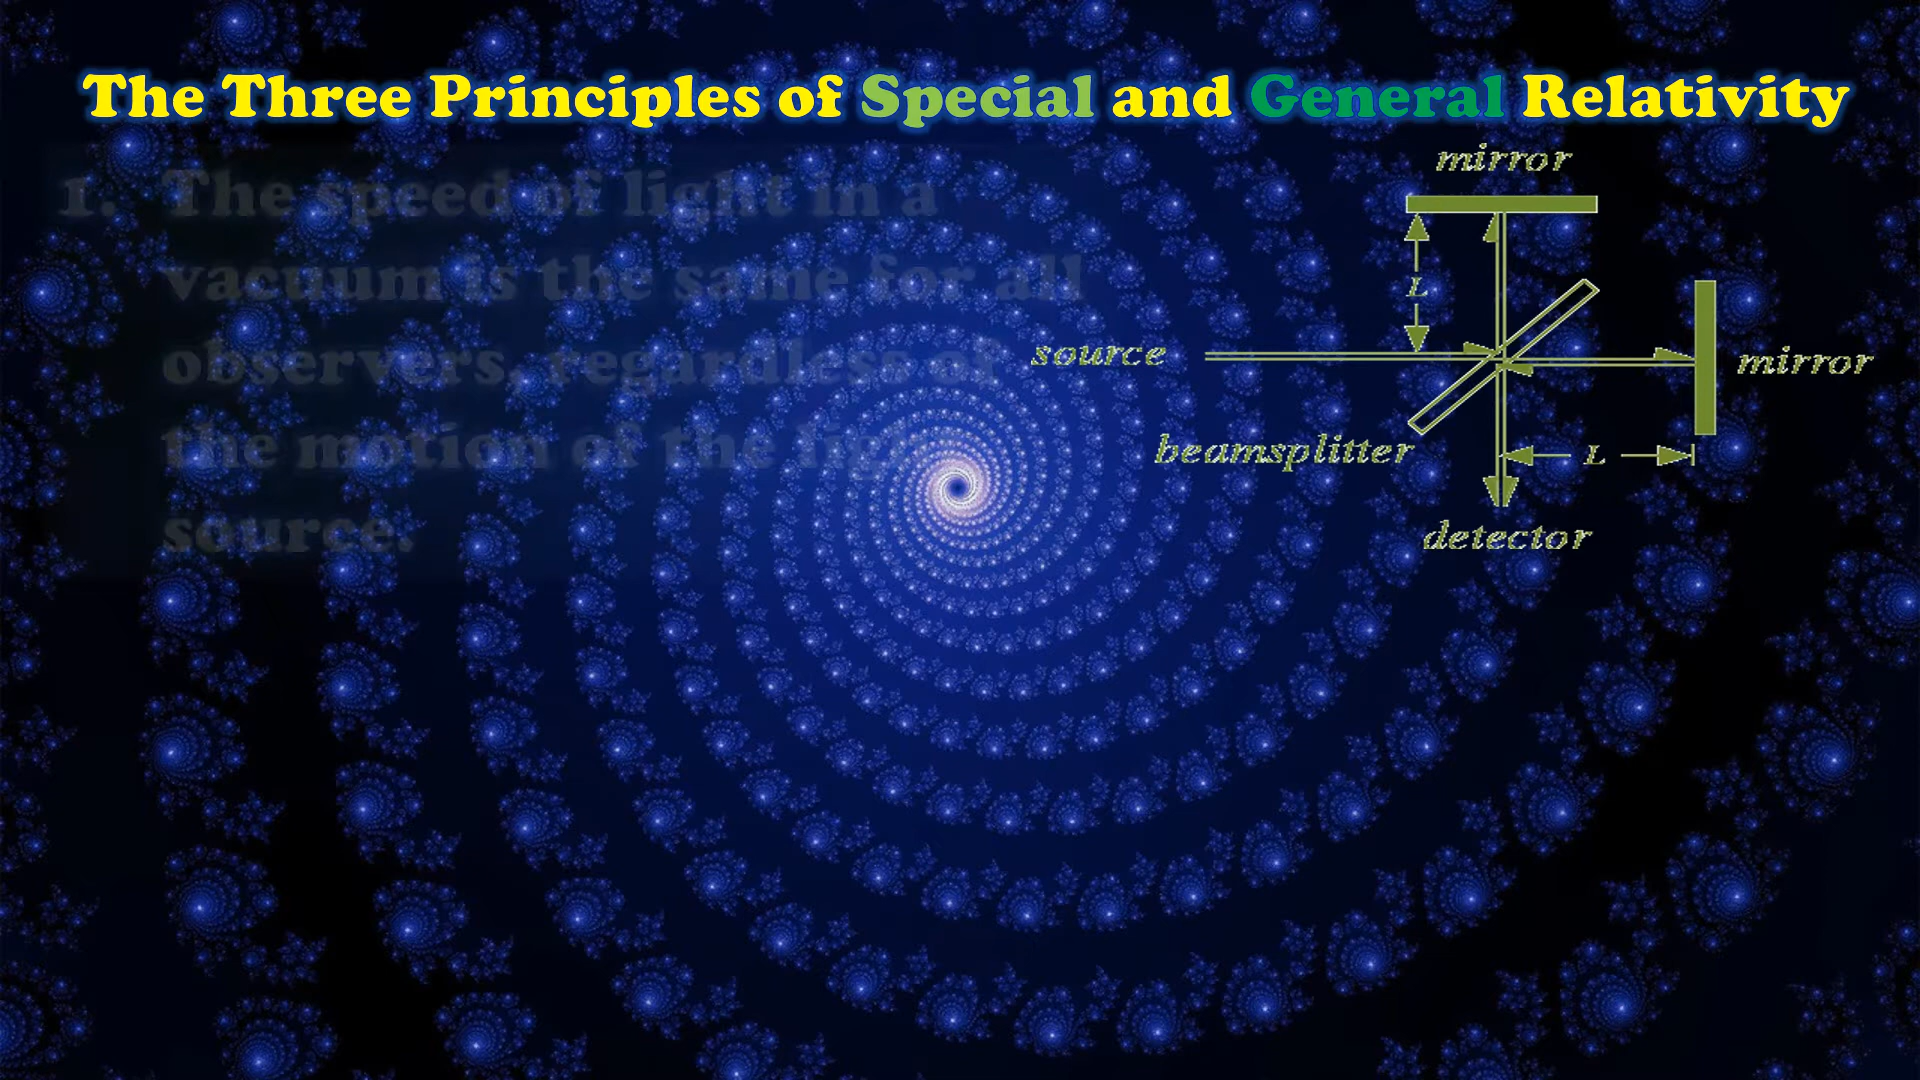 The Three Principles of Special and General Relativity
1. The speed of light in a
vacuum is the same for all
observers, regardless of
the motion of the light
source.
mirror
L
source
mirror
beamsplitter
L
detector